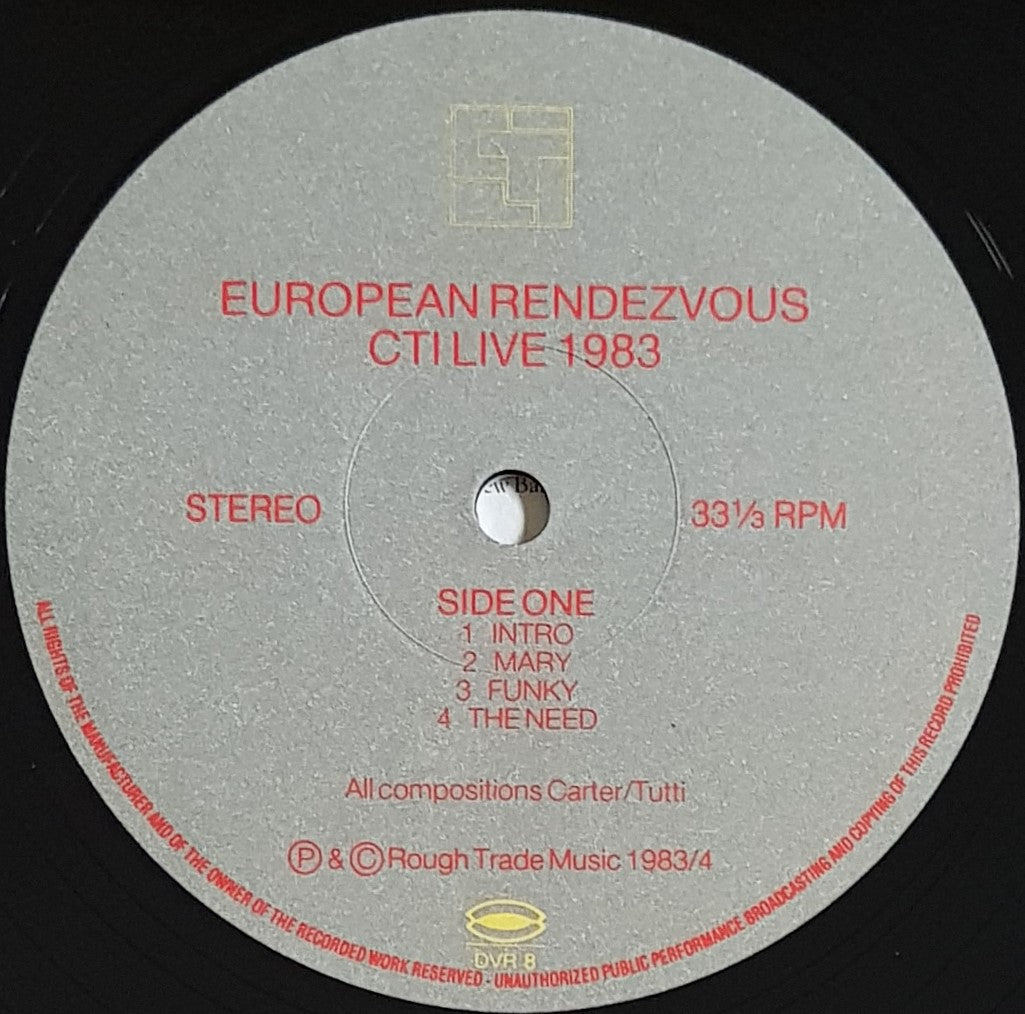 EUROPEAN RENDEZVOUS
CTI LIVE 1983
STEREO
33⅓ RPM
SIDE ONE
1 INTRO
2 MARY
3 FUNKY
4 THE NEED
All compositions Carter/Tutti
Ⓟ & Ⓒ Rough Trade Music 1983/4
DVR 8
ALL RIGHTS OF THE MANUFACTURER AND OF THE OWNER OF THE RECORDED WORK RESERVED - UNAUTHORIZED PUBLIC PERFORMANCE BROADCASTING AND COPYING OF THIS RECORD PROHIBITED